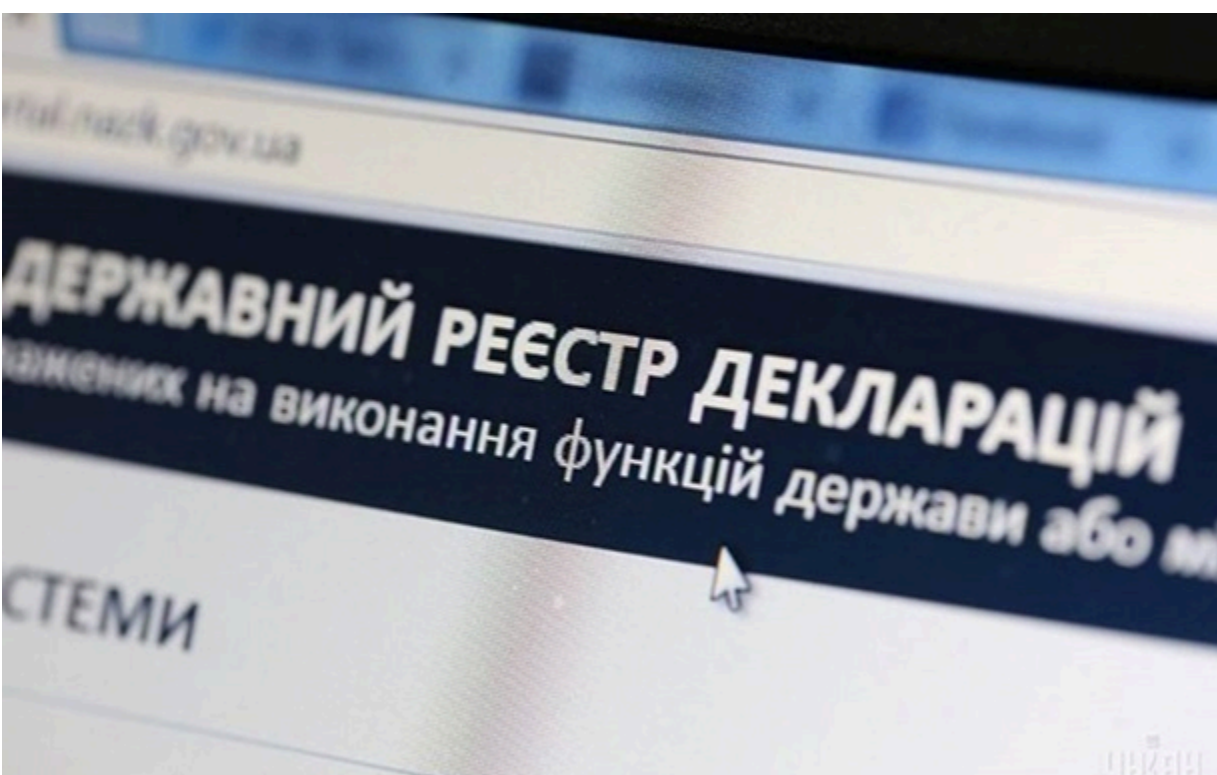 nazk.gov.ua
ДЕРЖАВНИЙ РЕЄСТР ДЕКЛАРАЦІЙ
на виконання функцій держави або
СТЕМИ